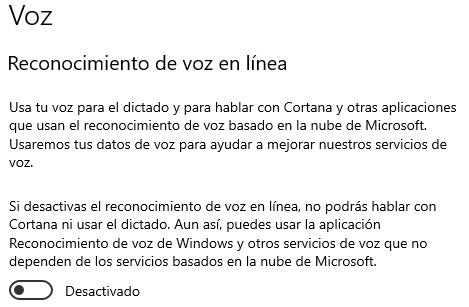 Voz
Reconocimiento de voz en línea
Usa tu voz para el dictado y para hablar con Cortana y otras aplicaciones
que usan el reconocimiento de voz basado en la nube de Microsoft.
Usaremos tus datos de voz para ayudar a mejorar nuestros servicios de
voz.
Si desactivas el reconocimiento de voz en línea, no podrás hablar con
Cortana ni usar el dictado. Aun así, puedes usar la aplicación
Reconocimiento de voz de Windows y otros servicios de voz que no
dependen de los servicios basados en la nube de Microsoft.
Desactivado